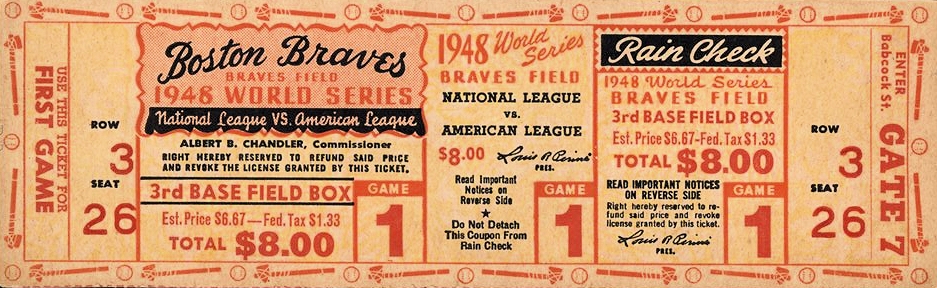 USE THIS TICKET FOR
FIRST GAME
ROW
3
SEAT
26
Boston Braves
BRAVES FIELD
1948 WORLD SERIES
National League VS. American League
ALBERT B. CHANDLER, Commissioner
RIGHT HEREBY RESERVED TO REFUND SAID PRICE
AND REVOKE THE LICENSE GRANTED BY THIS TICKET.
3rd BASE FIELD BOX
Est. Price $6.67—Fed. Tax $1.33
TOTAL $8.00
GAME
1
1948 World Series
BRAVES FIELD
NATIONAL LEAGUE
VS.
AMERICAN LEAGUE
$8.00 Louis R. Perini
PRES.
Read Important
Notices on
Reverse Side
★
Do Not Detach
This Coupon From
Rain Check
GAME
1
Rain Check
1948 World Series
BRAVES FIELD
3rd BASE FIELD BOX
Est. Price $6.67-Fed. Tax $1.33
TOTAL $8.00
READ IMPORTANT NOTICES
ON REVERSE SIDE
Right hereby reserved to re-
fund said price and revoke
license granted by this ticket.
Louis R. Perini
PRES.
GAME
1
ROW
3
SEAT
26
ENTER
Babcock St.
GATE 7